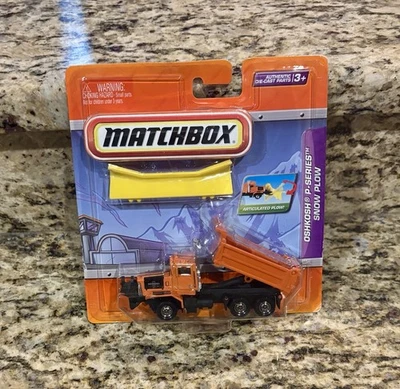 WARNING:
CHOKING HAZARD - Small parts
Not for children under 3 years.
AUTHENTIC
DIE-CAST PARTS
3+
MATCHBOX
ARTICULATED PLOW
OSHKOSH® P-SERIES™
SNOW PLOW